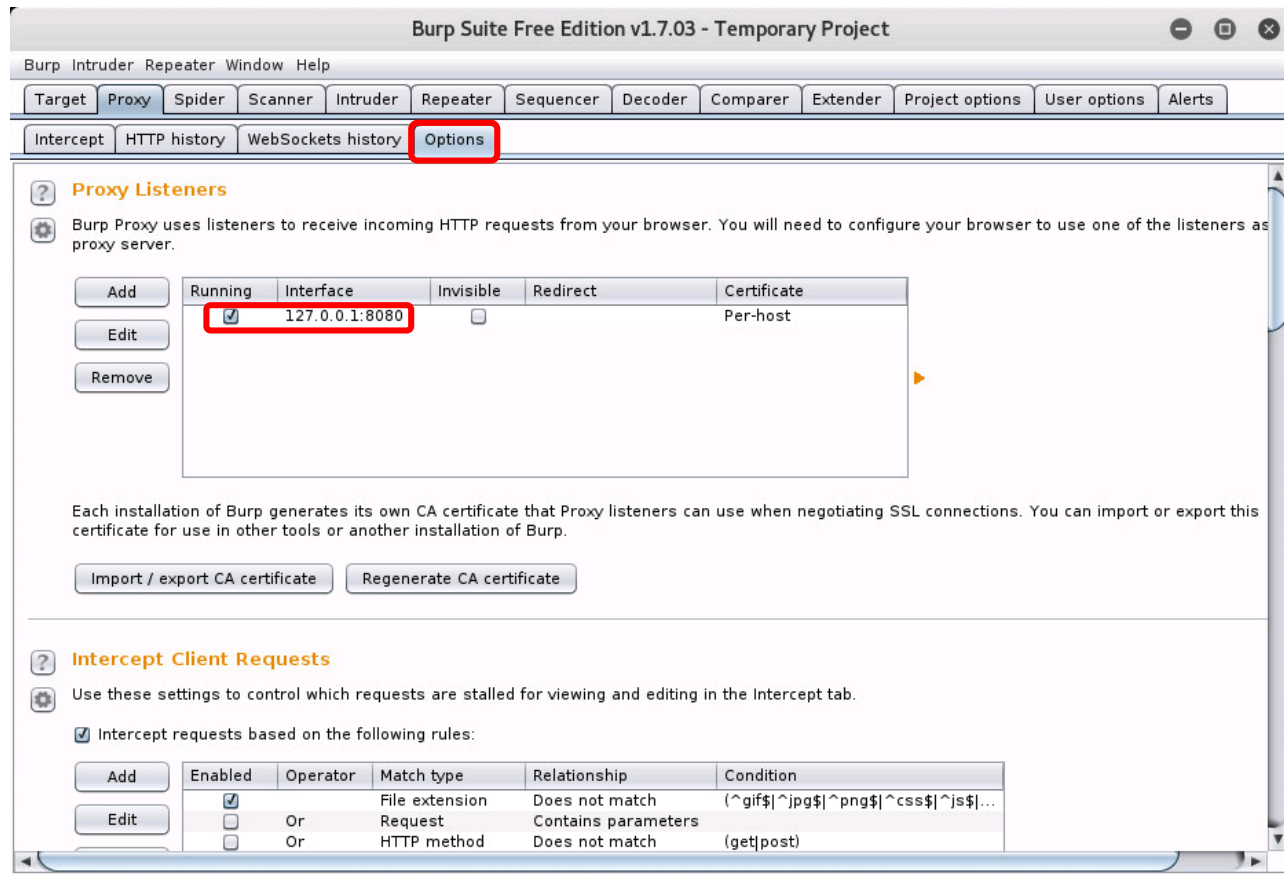 Burp Suite Free Edition v1.7.03 - Temporary Project
Burp Intruder Repeater Window Help
Target Proxy Spider Scanner Intruder Repeater Sequencer Decoder Comparer Extender Project options User options Alerts
Intercept HTTP history WebSockets history Options
? Proxy Listeners
Burp Proxy uses listeners to receive incoming HTTP requests from your browser. You will need to configure your browser to use one of the listeners as
proxy server.
Add Running Interface Invisible Redirect Certificate
127.0.0.1:8080 Per-host
Edit
Remove
Each installation of Burp generates its own CA certificate that Proxy listeners can use when negotiating SSL connections. You can import or export this
certificate for use in other tools or another installation of Burp.
Import / export CA certificate Regenerate CA certificate
? Intercept Client Requests
Use these settings to control which requests are stalled for viewing and editing in the Intercept tab.
Intercept requests based on the following rules:
Add Enabled Operator Match type Relationship Condition
File extension Does not match (^gif$|^jpg$|^png$|^css$|^js$|...
Edit Or Request Contains parameters
Or HTTP method Does not match (get|post)